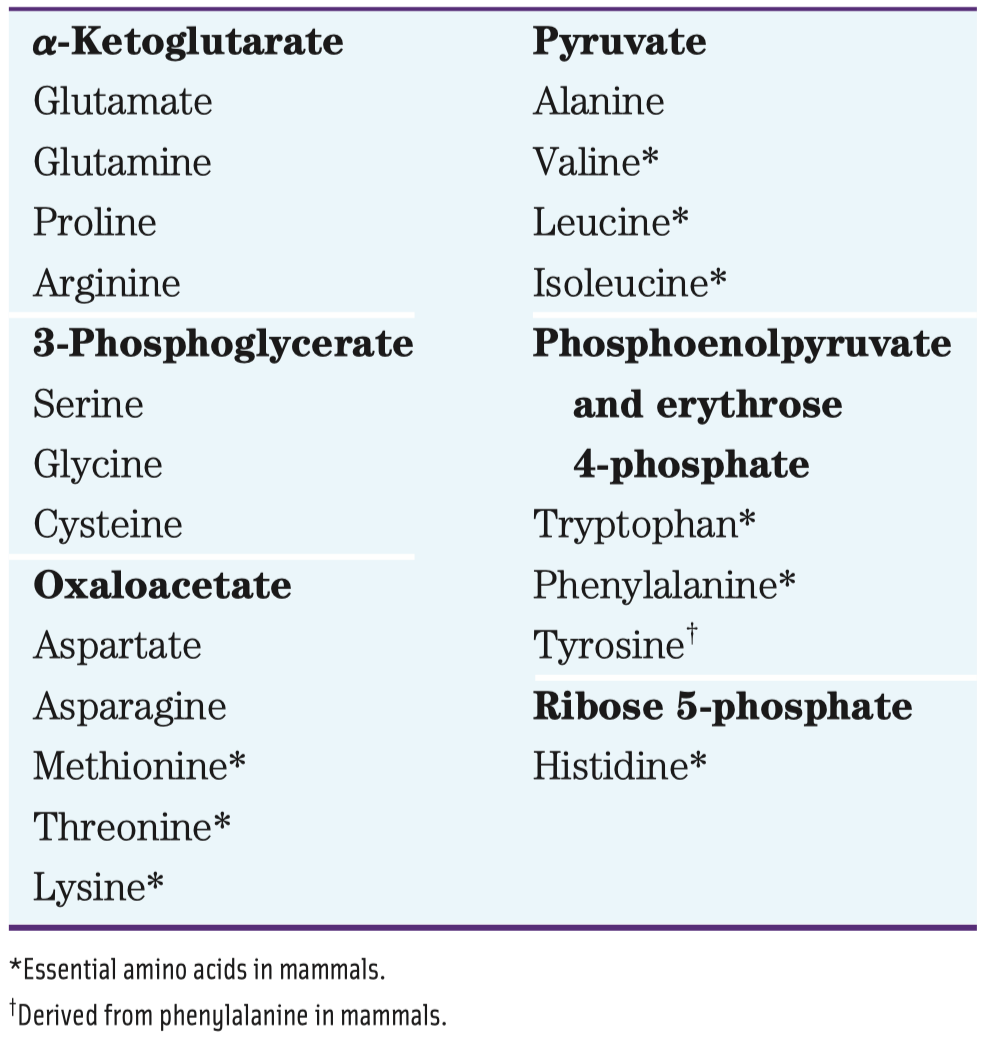 α-Ketoglutarate
Glutamate
Glutamine
Proline
Arginine
3-Phosphoglycerate
Serine
Glycine
Cysteine
Oxaloacetate
Aspartate
Asparagine
Methionine*
Threonine*
Lysine*
Pyruvate
Alanine
Valine*
Leucine*
Isoleucine*
Phosphoenolpyruvate
and erythrose
4-phosphate
Tryptophan*
Phenylalanine*
Tyrosine†
Ribose 5-phosphate
Histidine*
*Essential amino acids in mammals.
†Derived from phenylalanine in mammals.